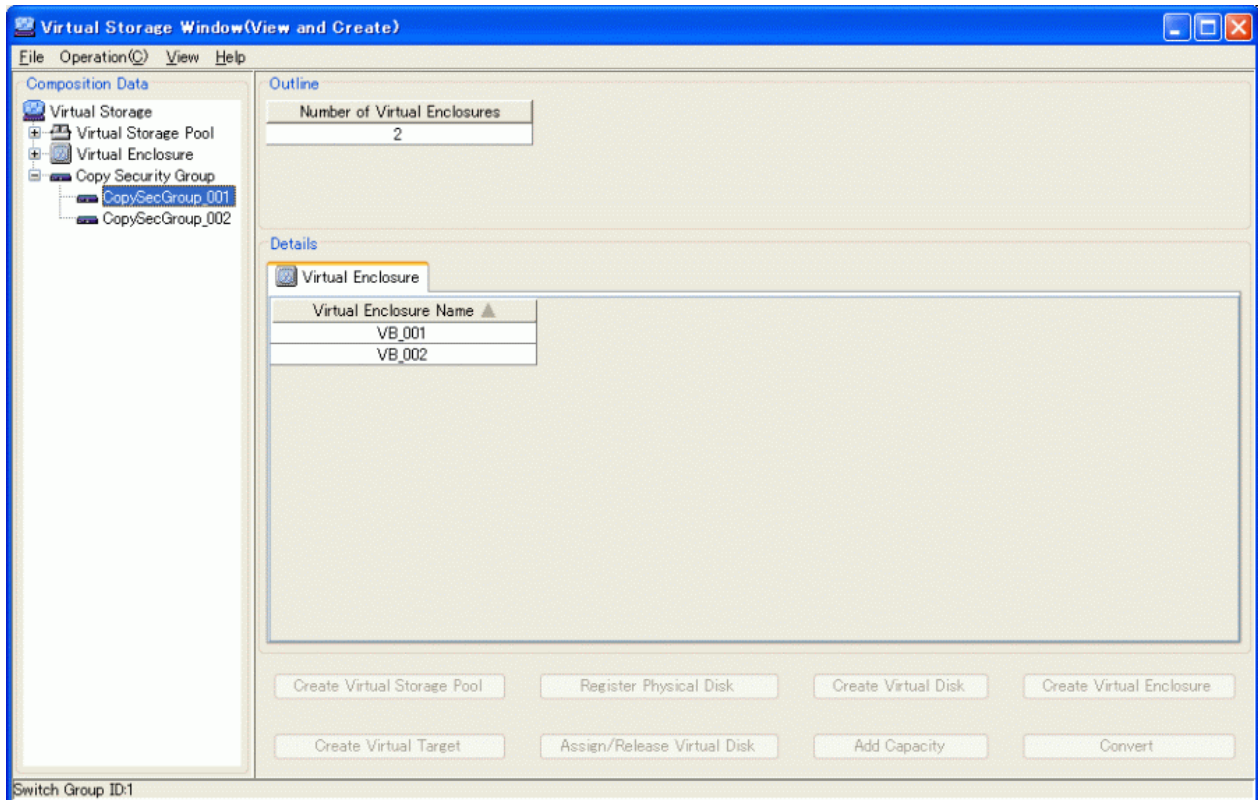 Virtual Storage Window(View and Create)
File Operation(C) View Help
Composition Data
Virtual Storage
Virtual Storage Pool
Virtual Enclosure
Copy Security Group
CopySecGroup_001
CopySecGroup_002
Outline
Number of Virtual Enclosures
2
Details
Virtual Enclosure
Virtual Enclosure Name
VB_001
VB_002
Create Virtual Storage Pool Register Physical Disk Create Virtual Disk Create Virtual Enclosure
Create Virtual Target Assign/Release Virtual Disk Add Capacity Convert
Switch Group ID:1